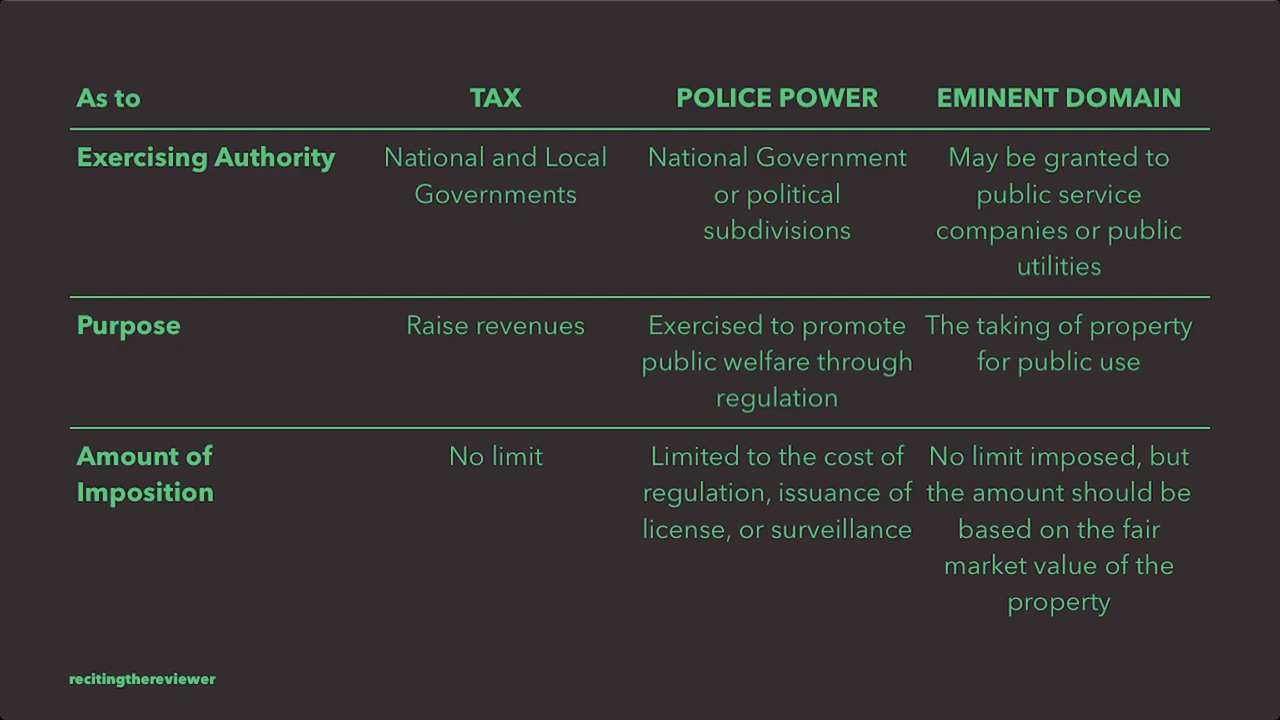 As to TAX POLICE POWER EMINENT DOMAIN
Exercising Authority National and Local National Government May be granted to
Governments or political public service
subdivisions companies or public
utilities
Purpose Raise revenues Exercised to promote The taking of property
public welfare through for public use
regulation
Amount of No limit Limited to the cost of No limit imposed, but
Imposition regulation, issuance of the amount should be
license, or surveillance based on the fair
market value of the
property
recitingthereviewer